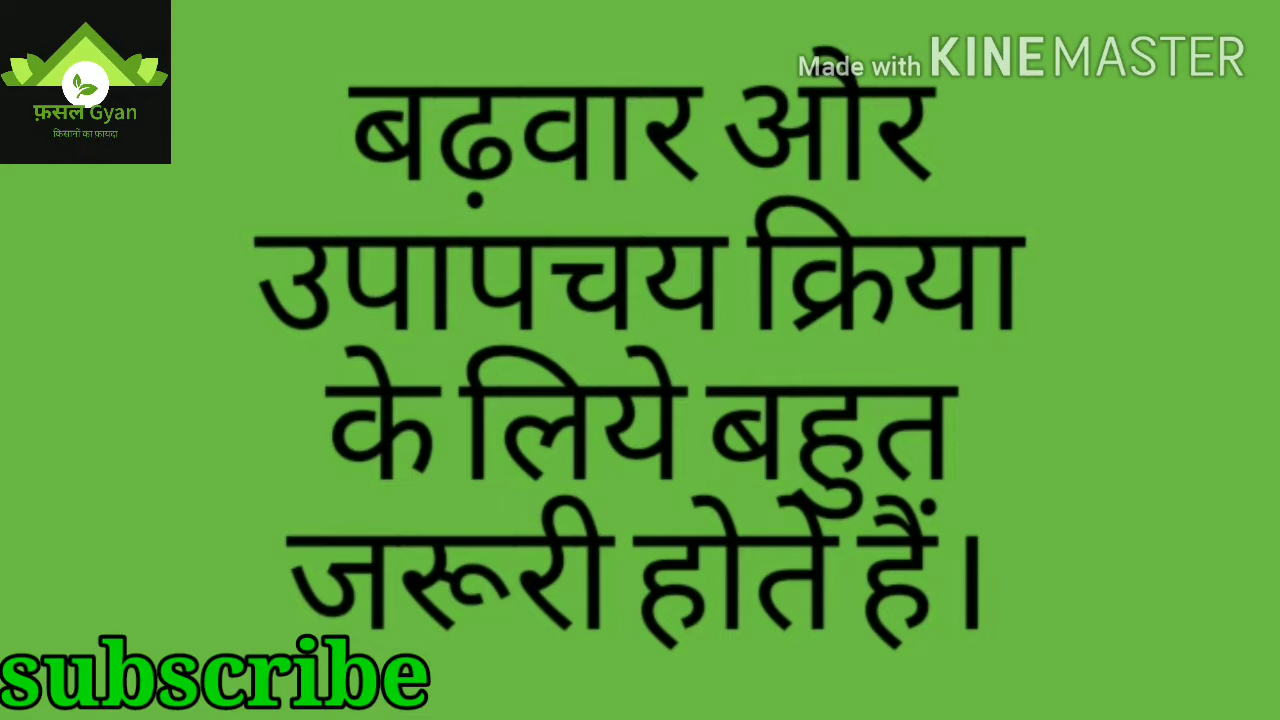 Made with KINEMASTER
फ़सल Gyan
किसानों का फायदा
बढ़वार और
उपापचय क्रिया
के लिये बहुत
जरूरी होते हैं।
subscribe